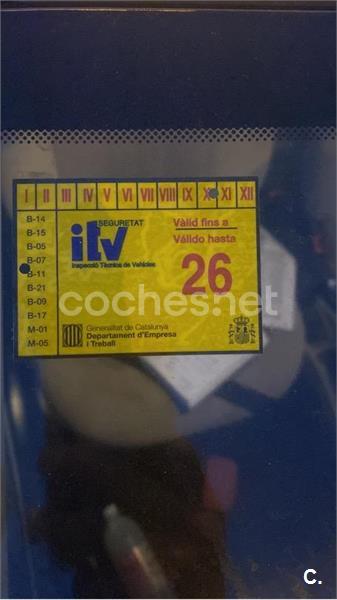 I II III IV V VI VII VIII IX X XI XII
B-14
B-15
B-05
B-07
B-11
B-21
B-09
B-17
M-01
M-05
SEGURETAT
itv
Inspecció Tècnica de Vehicles
Vàlid fins a
Válido hasta
26
Generalitat de Catalunya
Departament d'Empresa
i Treball
coches.net
C.